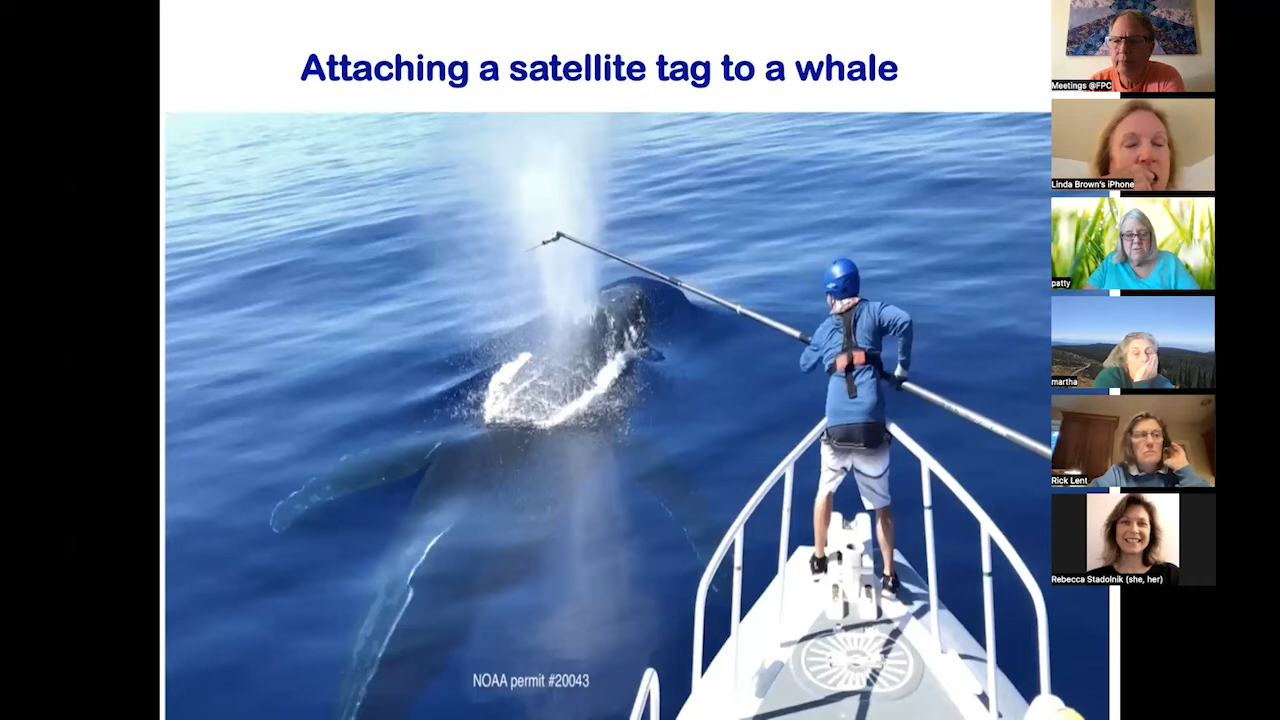 Attaching a satellite tag to a whale
NOAA permit #20043
Meetings @FPC
Linda Brown's iPhone
patty
martha
Rick Lent
Rebecca Stadolnik (she, her)